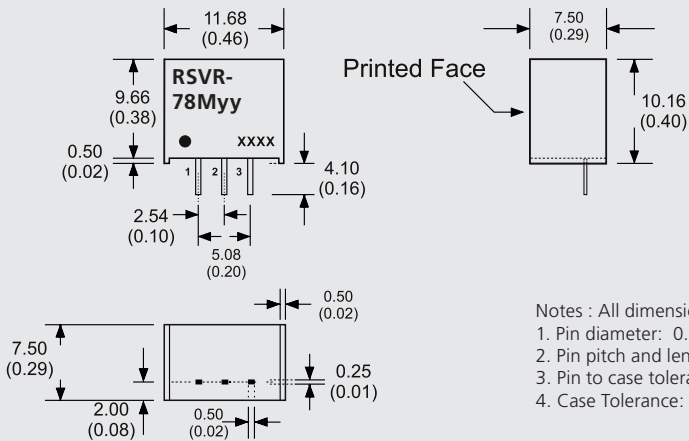 11.68
(0.46)
7.50
(0.29)
RSVR-
78Myy
XXXX
Printed Face
9.66
(0.38)
10.16
(0.40)
0.50
(0.02)
1 2 3
4.10
(0.16)
2.54
(0.10)
5.08
(0.20)
0.50
(0.02)
7.50
(0.29)
0.25
(0.01)
2.00
(0.08)
0.50
(0.02)
Notes : All dimensi
1. Pin diameter: 0.
2. Pin pitch and len
3. Pin to case tolera
4. Case Tolerance: